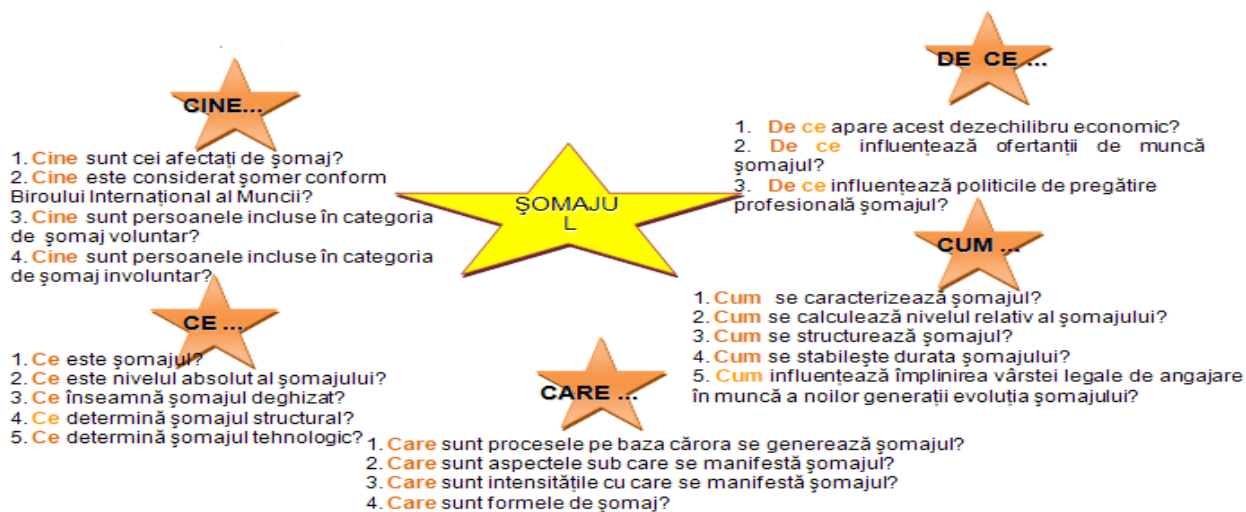 CINE...
1. Cine sunt cei afectați de șomaj?
2. Cine este considerat șomer conform
Biroului Internațional al Muncii?
3. Cine sunt persoanele incluse în categoria
de șomaj voluntar?
4. Cine sunt persoanele incluse în categoria
de șomaj involuntar?
DE CE ...
1. De ce apare acest dezechilibru economic?
2. De ce influențează ofertanții de muncă
șomajul?
3. De ce influențează politicile de pregătire
profesională șomajul?
ŞOMAJU
L
CUM ...
1. Cum se caracterizează șomajul?
2. Cum se calculează nivelul relativ al șomajului?
3. Cum se structurează șomajul?
4. Cum se stabilește durata șomajului?
5. Cum influențează împlinirea vârstei legale de angajare
în muncă a noilor generații evoluția șomajului?
CE ...
1. Ce este șomajul?
2. Ce este nivelul absolut al șomajului?
3. Ce înseamnă șomajul deghizat?
4. Ce determină șomajul structural?
5. Ce determină șomajul tehnologic?
CARE ...
1. Care sunt procesele pe baza cărora se generează șomajul?
2. Care sunt aspectele sub care se manifestă șomajul?
3. Care sunt intensitățile cu care se manifestă șomajul?
4. Care sunt formele de șomaj?